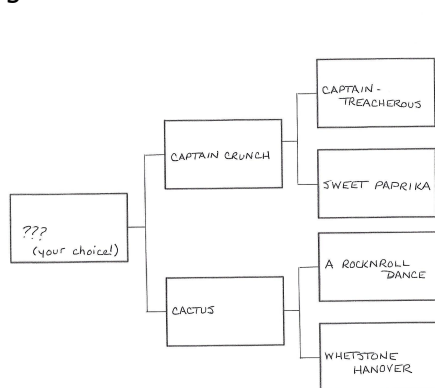 CAPTAIN-
TREACHEROUS
CAPTAIN CRUNCH
SWEET PAPRIKA
???
(your choice!)
A ROCKNROLL
DANCE
CACTUS
WHETSTONE
HANOVER